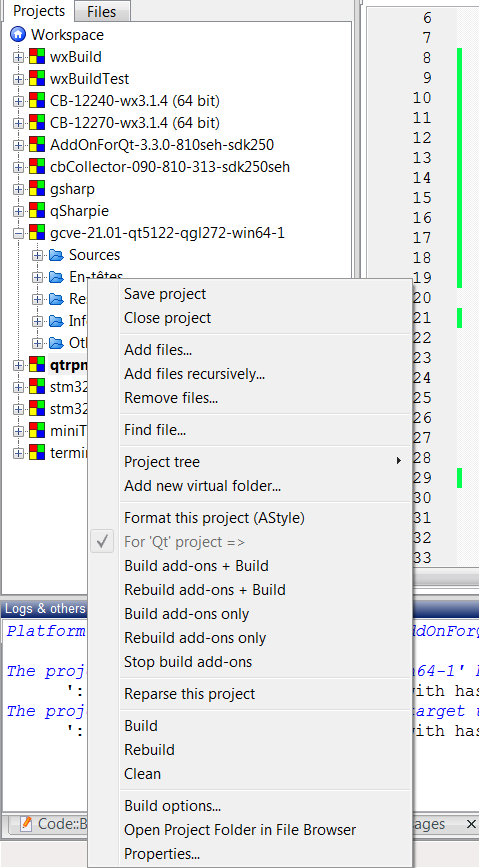 Projects Files
Workspace
wxBuild
wxBuildTest
CB-12240-wx3.1.4 (64 bit)
CB-12270-wx3.1.4 (64 bit)
AddOnForQt-3.3.0-810seh-sdk250
cbCollector-090-810-313-sdk250seh
gsharp
qSharpie
gcve-21.01-qt5122-qgl272-win64-1
Sources
En-têtes
Res
Info
Oth
qtrpn
stm32
stm32
miniT
termin
Save project
Close project
Add files...
Add files recursively...
Remove files...
Find file...
Project tree
Add new virtual folder...
Format this project (AStyle)
For 'Qt' project =>
Build add-ons + Build
Rebuild add-ons + Build
Build add-ons only
Rebuild add-ons only
Stop build add-ons
Reparse this project
Build
Rebuild
Clean
Build options...
Open Project Folder in File Browser
Properties...
6
7
8
9
10
11
12
13
14
15
16
17
18
19
20
21
22
23
24
25
26
27
28
29
30
31
32
33
Logs & others
Platform ddOnForQ
The proj n64-1'
': with has
The proj target
': with has
Code::B ages